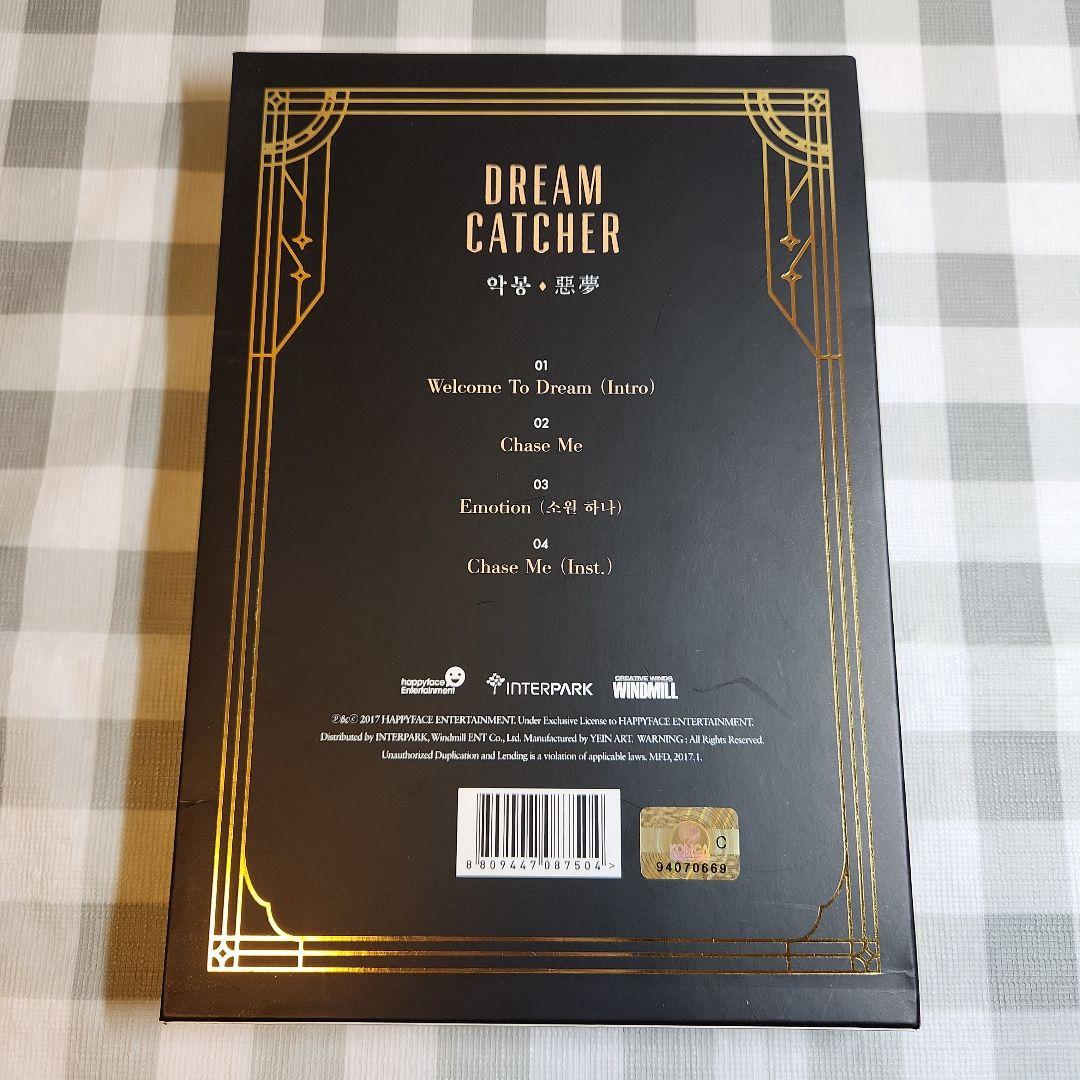 DREAM
CATCHER
악몽 ♦ 惡夢
01
Welcome To Dream (Intro)
02
Chase Me
03
Emotion (소원 하나)
04
Chase Me (Inst.)
happyface
Entertainment
INTERPARK
CREATIVE WINDS
WINDMILL
Ⓟ&© 2017 HAPPYFACE ENTERTAINMENT. Under Exclusive License to HAPPYFACE ENTERTAINMENT.
Distributed by INTERPARK, Windmill ENT Co., Ltd. Manufactured by YEIN ART. WARNING : All Rights Reserved.
Unauthorized Duplication and Lending is a violation of applicable laws. MFD, 2017.1.
8 809447 087504 >
KOMCA
C
94070669